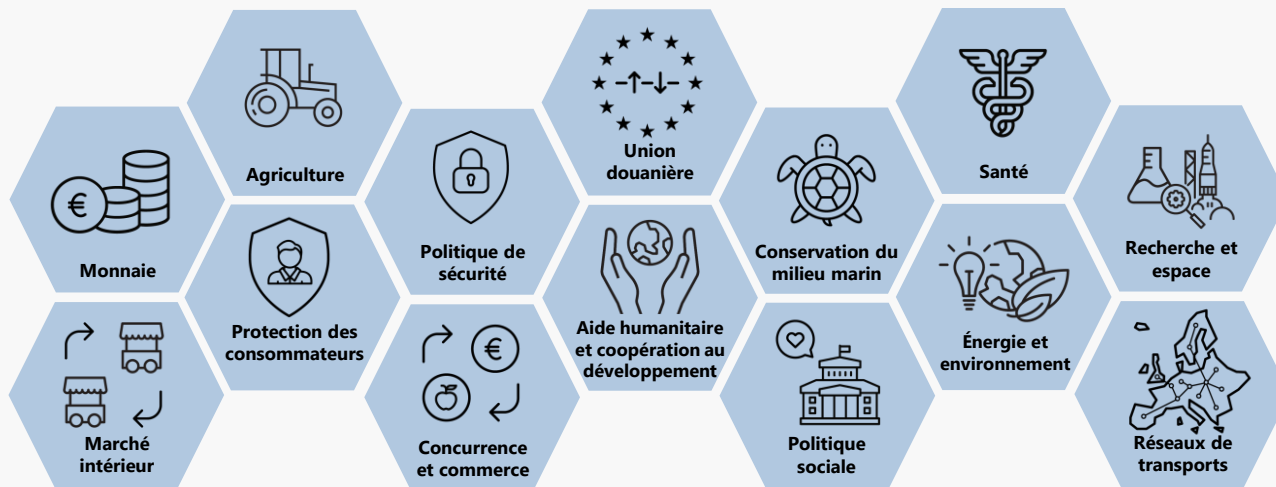 Agriculture
Union
douanière
Santé
Monnaie
Politique de
sécurité
Conservation du
milieu marin
Recherche et
espace
Protection des
consommateurs
Aide humanitaire
et coopération au
développement
Énergie et
environnement
Marché
intérieur
Concurrence
et commerce
Politique
sociale
Réseaux de
transports